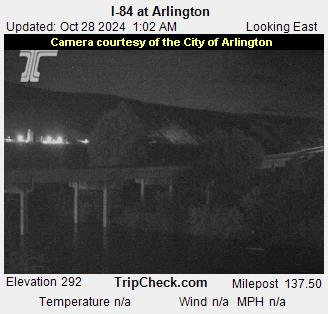 I-84 at Arlington
Updated: Oct 28 2024 1:02 AM Looking East
Camera courtesy of the City of Arlington
Elevation 292 TripCheck.com Milepost 137.50
Temperature n/a Wind n/a MPH n/a